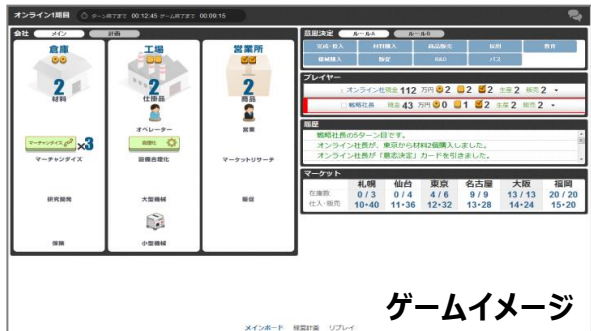 オンライン1期目 ターン終了まで 00:12:45 ゲーム終了まで 00:09:15
会社 メイン 計画
倉庫 工場 営業所
2 2 2
材料 仕掛品 商品
オペレーター 営業
マーチャンダイズ ×3 合理化
マーチャンダイズ 設備合理化 マーケットリサーチ
研究開発 大型機械 販促
保険 小型機械
意思決定 ルールA ルールB
完成・投入 材料購入 商品販売 採用 教育
機械購入 販促 R&D パス
プレイヤー
オンライン社 現金 112 万円 2 2 2 生産 2 販売 2
戦略社長 現金 43 万円 0 1 2 生産 2 販売 2
履歴
戦略社長の5ターン目です。
オンライン社長が、東京から材料2個購入しました。
オンライン社長が「意志決定」カードを引きました。
マーケット
札幌 仙台 東京 名古屋 大阪 福岡
在庫数 0 / 3 0 / 4 4 / 6 9 / 9 13 / 13 20 / 20
仕入・販売 10・40 11・36 12・32 13・28 14・24 15・20
ゲームイメージ
メインボード 経営計画 リプレイ